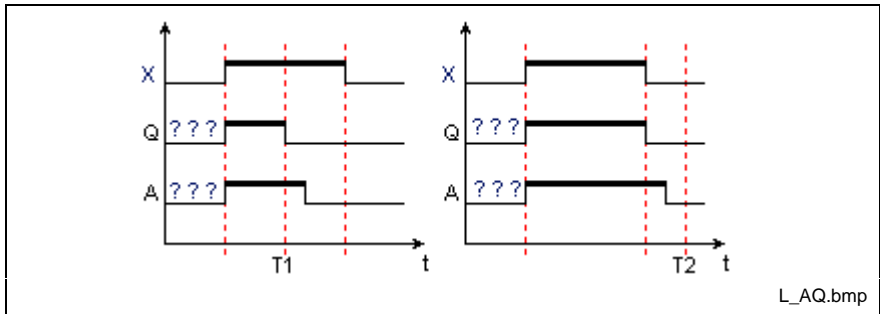 X X
Q ? ? ? Q ? ? ?
A ? ? ? A ? ? ?
T1 t T2 t
L_AQ.bmp